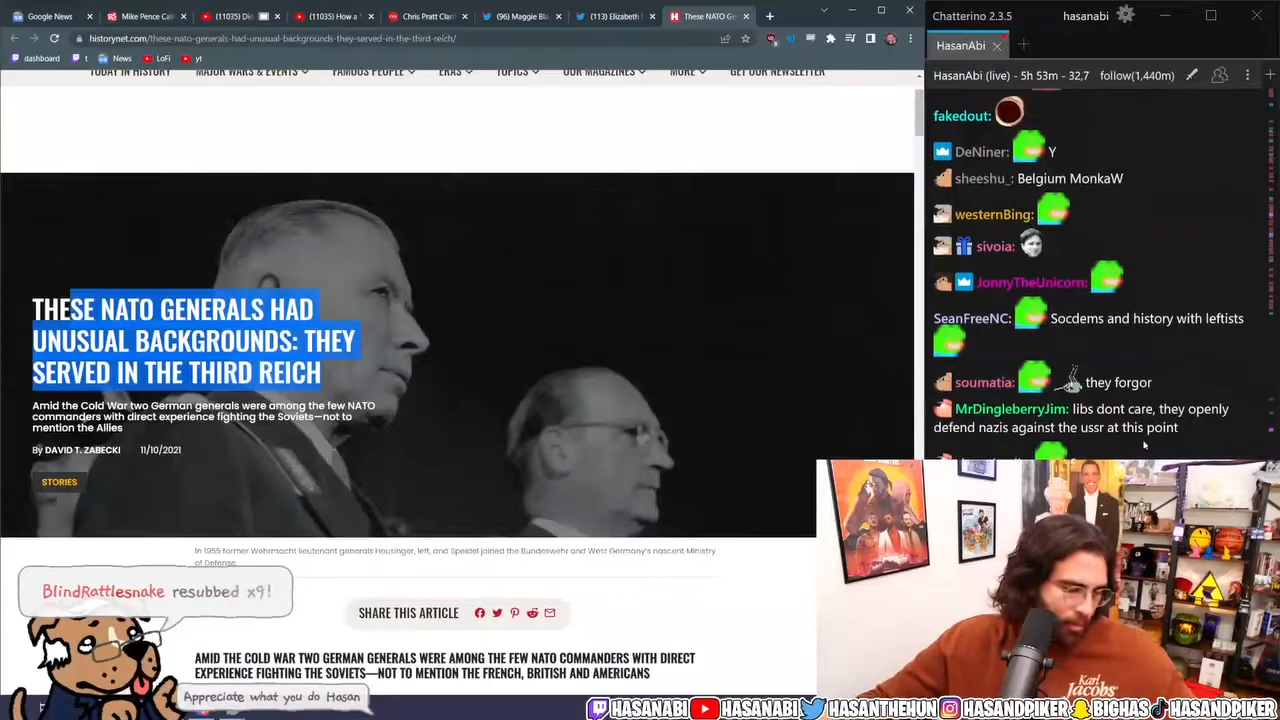 Google News
Mike Pence Cal
(11035) Dic
(11035) How a
Chris Pratt Clar
(96) Maggie Bl
(113) Elizabeth
These NATO Ge
historynet.com/these-nato-generals-had-unusual-backgrounds-they-served-in-the-third-reich/
dashboard
t
News
LoFi
yt
TODAY IN HISTORY
MAJOR WARS & EVENTS
FAMOUS PEOPLE
ERAS
TOPICS
OUR MAGAZINES
MORE
GET OUR NEWSLETTER
THESE NATO GENERALS HAD
UNUSUAL BACKGROUNDS: THEY
SERVED IN THE THIRD REICH
Amid the Cold War two German generals were among the few NATO
commanders with direct experience fighting the Soviets—not to
mention the Allies
By DAVID T. ZABECKI 11/10/2021
STORIES
In 1955 former Wehrmacht lieutenant generals Heusinger, left, and Speidel joined the Bundeswehr and West Germany's nascent Ministry
of Defense.
SHARE THIS ARTICLE
AMID THE COLD WAR TWO GERMAN GENERALS WERE AMONG THE FEW NATO COMMANDERS WITH DIRECT
EXPERIENCE FIGHTING THE SOVIETS—NOT TO MENTION THE FRENCH, BRITISH AND AMERICANS
BlindRattlesnake resubbed x9!
Appreciate what you do Hasan
Chatterino 2.3.5
hasanabi
HasanAbi
HasanAbi (live) - 5h 53m - 32,7
follow(1,440m)
fakedout:
DeNiner: Y
sheeshu_: Belgium MonkaW
westernBing:
sivoia:
JonnyTheUnicorn:
SeanFreeNC: Socdems and history with leftists
soumatia: they forgor
MrDingleberryJim: libs dont care, they openly
defend nazis against the ussr at this point
Karl
Jacobs
HASANABI
HASANABI
HASANTHEHUN
HASANDPIKER
BIGHAS
HASANDPIKER